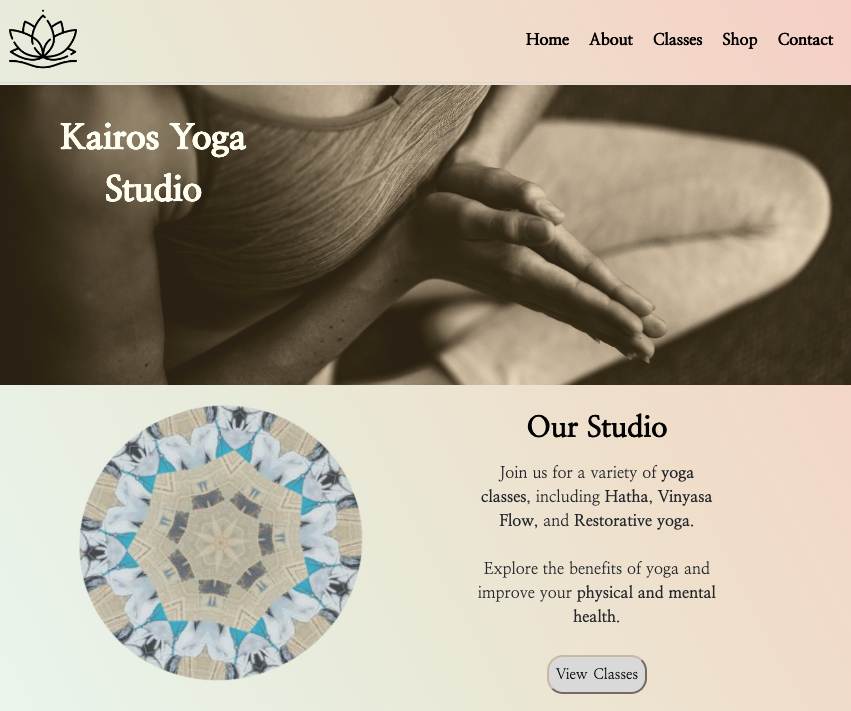 Home About Classes Shop Contact
Kairos Yoga
Studio
Our Studio
Join us for a variety of yoga
classes, including Hatha, Vinyasa
Flow, and Restorative yoga.
Explore the benefits of yoga and
improve your physical and mental
health.
View Classes